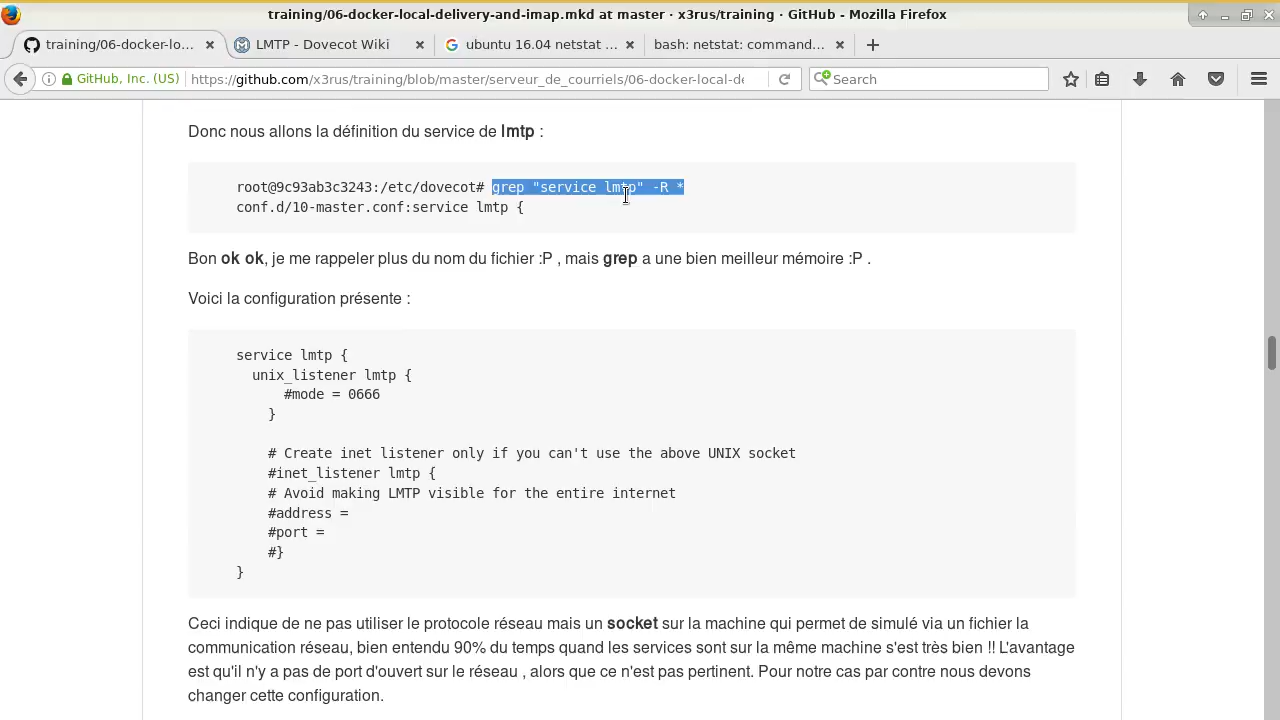 training/06-docker-local-delivery-and-imap.mkd at master · x3rus/training · GitHub - Mozilla Firefox
training/06-docker-lo...
LMTP - Dovecot Wiki
ubuntu 16.04 netstat ...
bash: netstat: command...
GitHub, Inc. (US)
https://github.com/x3rus/training/blob/master/serveur_de_courriels/06-docker-local-de
Search
Donc nous allons la définition du service de lmtp :
root@9c93ab3c3243:/etc/dovecot# grep "service lmtp" -R *
conf.d/10-master.conf:service lmtp {
Bon ok ok, je me rappeler plus du nom du fichier :P , mais grep a une bien meilleur mémoire :P .
Voici la configuration présente :
service lmtp {
unix_listener lmtp {
#mode = 0666
}
# Create inet listener only if you can't use the above UNIX socket
#inet_listener lmtp {
# Avoid making LMTP visible for the entire internet
#address =
#port =
#}
}
Ceci indique de ne pas utiliser le protocole réseau mais un socket sur la machine qui permet de simulé via un fichier la
communication réseau, bien entendu 90% du temps quand les services sont sur la même machine s'est très bien !! L'avantage
est qu'il n'y a pas de port d'ouvert sur le réseau , alors que ce n'est pas pertinent. Pour notre cas par contre nous devons
changer cette configuration.